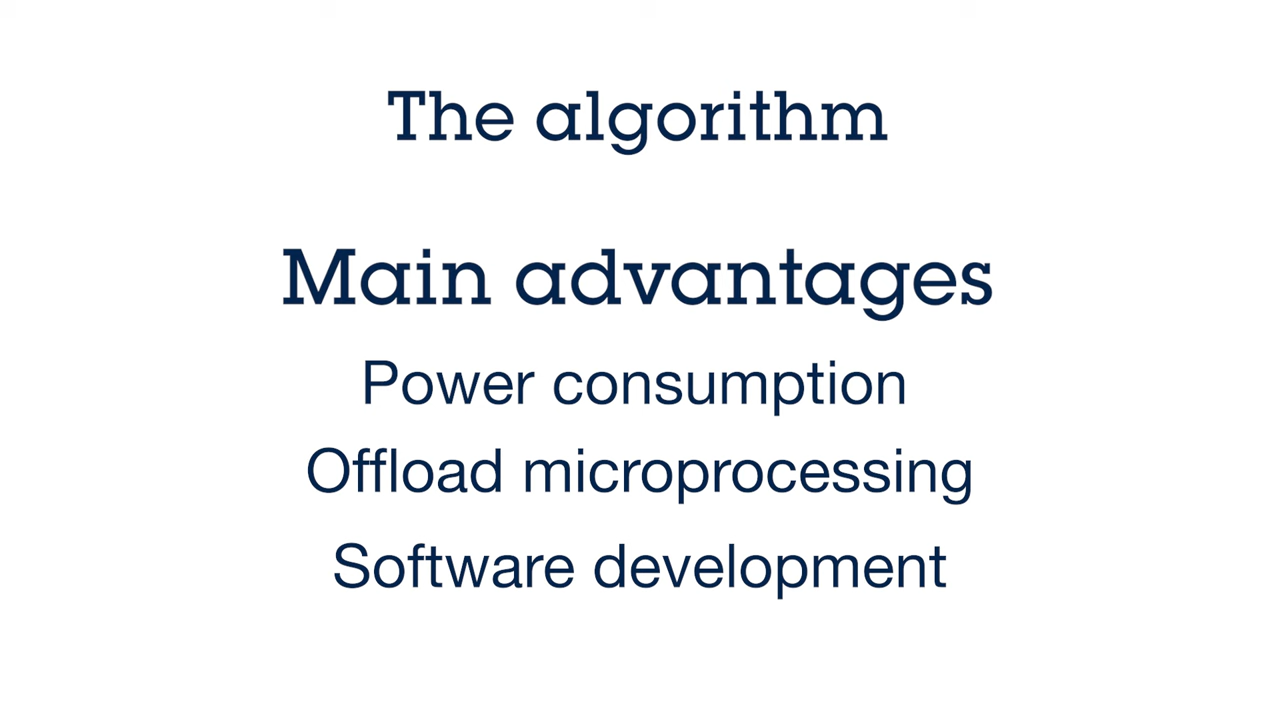 The algorithm
Main advantages
Power consumption
Offload microprocessing
Software development